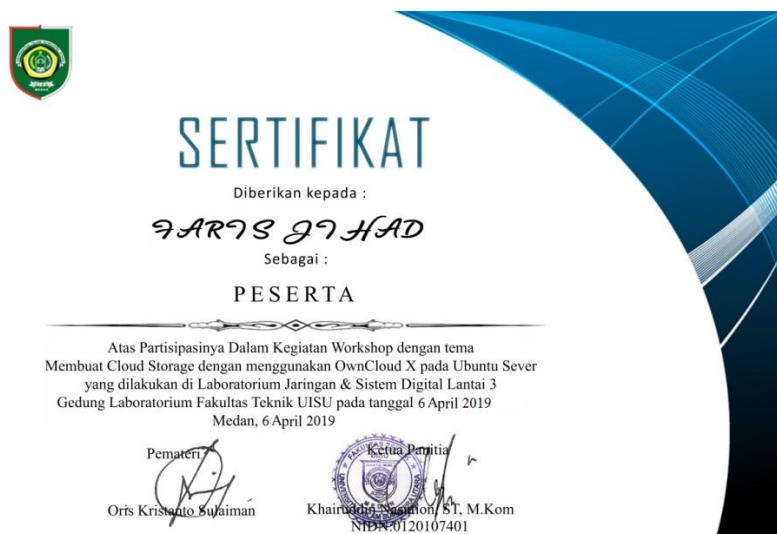 SERTIFIKAT
Diberikan kepada :
FARIS JIHAD
Sebagai :
PESERTA
Atas Partisipasinya Dalam Kegiatan Workshop dengan tema
Membuat Cloud Storage dengan menggunakan OwnCloud X pada Ubuntu Sever
yang dilakukan di Laboratorium Jaringan & Sistem Digital Lantai 3
Gedung Laboratorium Fakultas Teknik UISU pada tanggal 6 April 2019
Medan, 6 April 2019
Pemateri
Ketua Panitia
Oris Kristanto Sulaiman
Khairuddin Nasution, ST, M.Kom
NIDN.0120107401